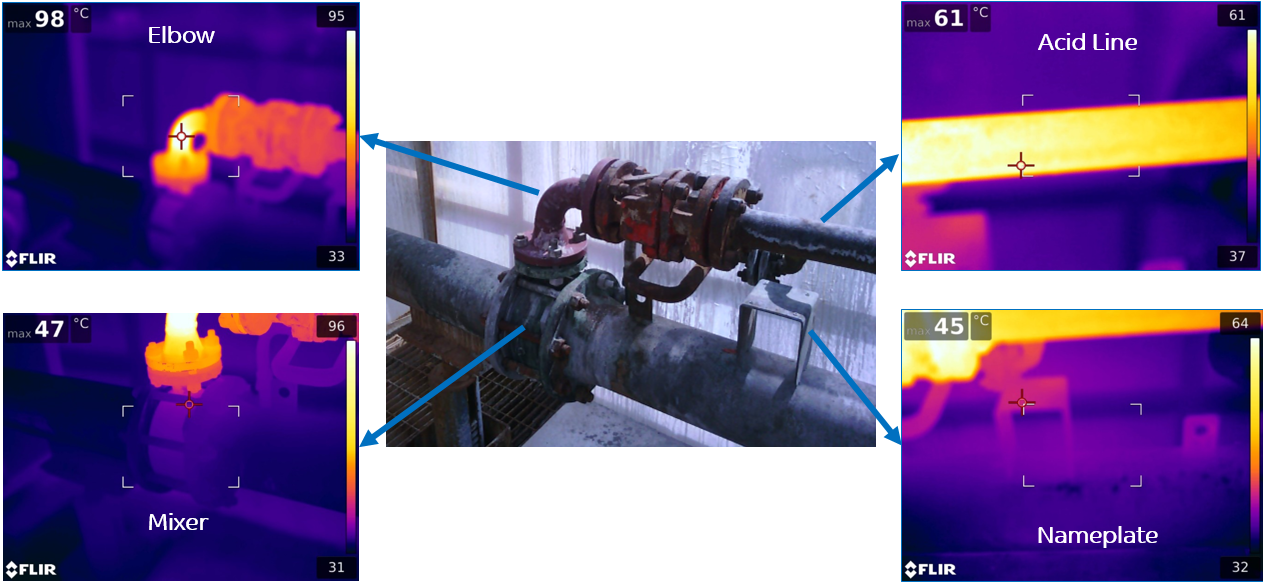 max 98 °C
95
Elbow
33
FLIR
max 61 °C
61
Acid Line
37
FLIR
max 47 °C
96
Mixer
31
FLIR
max 45 °C
64
Nameplate
32
FLIR